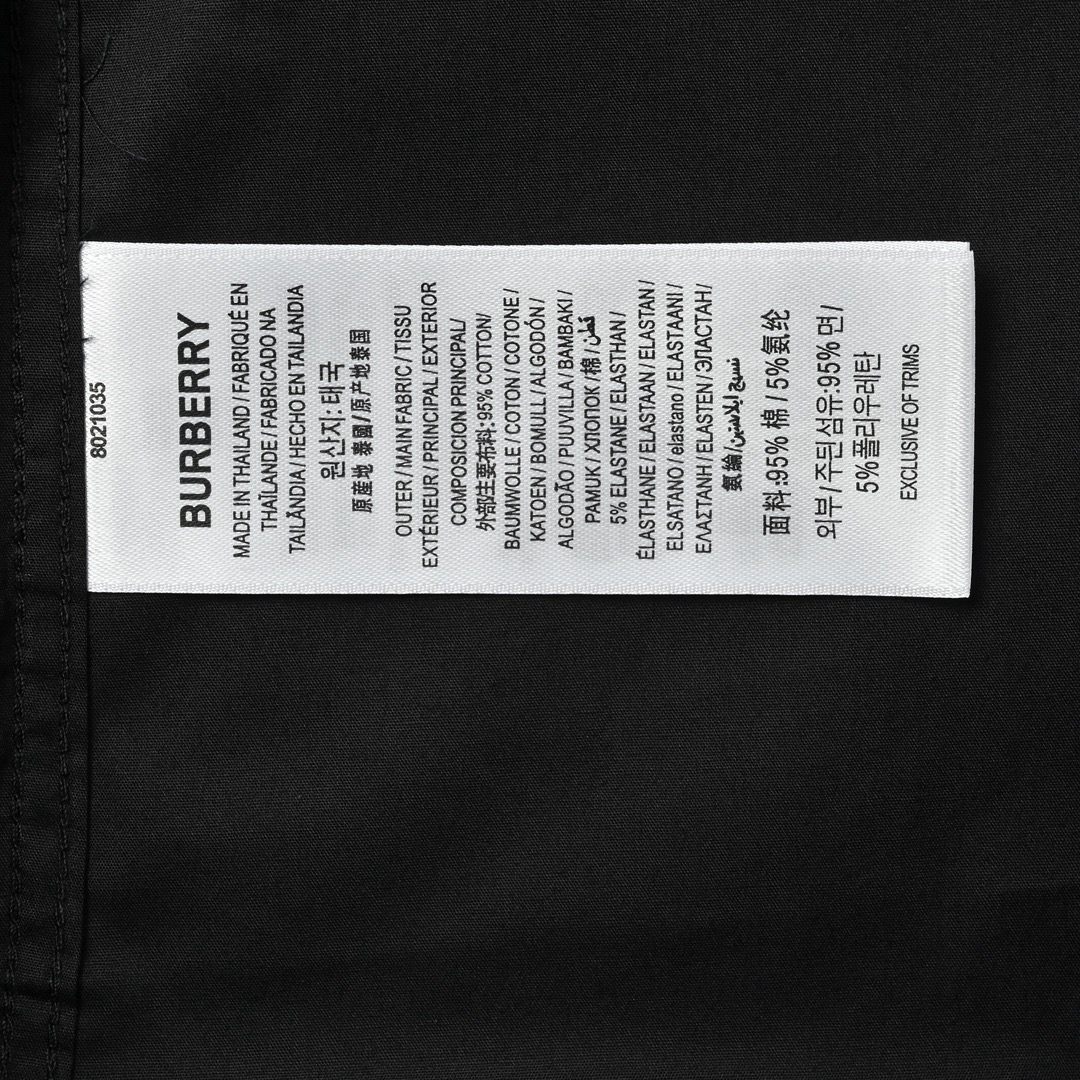 8021035
BURBERRY
MADE IN THAILAND / FABRIQUÉ EN
THAÏLANDE / FABRICADO NA
TAILÂNDIA / HECHO EN TAILANDIA
원산지: 태국
原産地 泰國 / 原产地泰国
OUTER / MAIN FABRIC / TISSU
EXTÉRIEUR / PRINCIPAL / EXTERIOR
COMPOSICION PRINCIPAL/
外部主要布料:95% COTTON/
BAUMWOLLE / COTON / COTONE /
KATOEN / BOMULL / ALGODÓN /
ALGODÃO / PUUVILLA / BAMBAKI /
PAMUK / ХЛОПОК / 棉 / قطن
5% ELASTANE / ELASTHAN /
ÉLASTHANE / ELASTAAN / ELASTAN /
ELSATANO / elastano / ELASTAANI /
ΕΛΑΣΤΑΝΗ / ELASTEN / ЭЛАСТАН/
氨綸/نسيج ايلاستين
面料:95% 棉 / 5%氨纶
외부 / 주된섬유:95% 면 /
5%폴리우레탄
EXCLUSIVE OF TRIMS